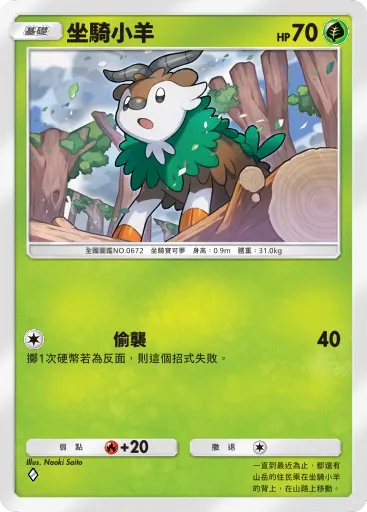 基礎 坐騎小羊 HP 70
全國圖鑑NO.0672 坐騎寶可夢 身高：0.9m 體重：31.0kg
偷襲 40
擲1次硬幣若為反面，則這個招式失敗。
弱點 +20 撤退
Illus. Naoki Saito
一直到最近為止，都還有
山岳的住民乘在坐騎小羊
的背上，在山路上移動。